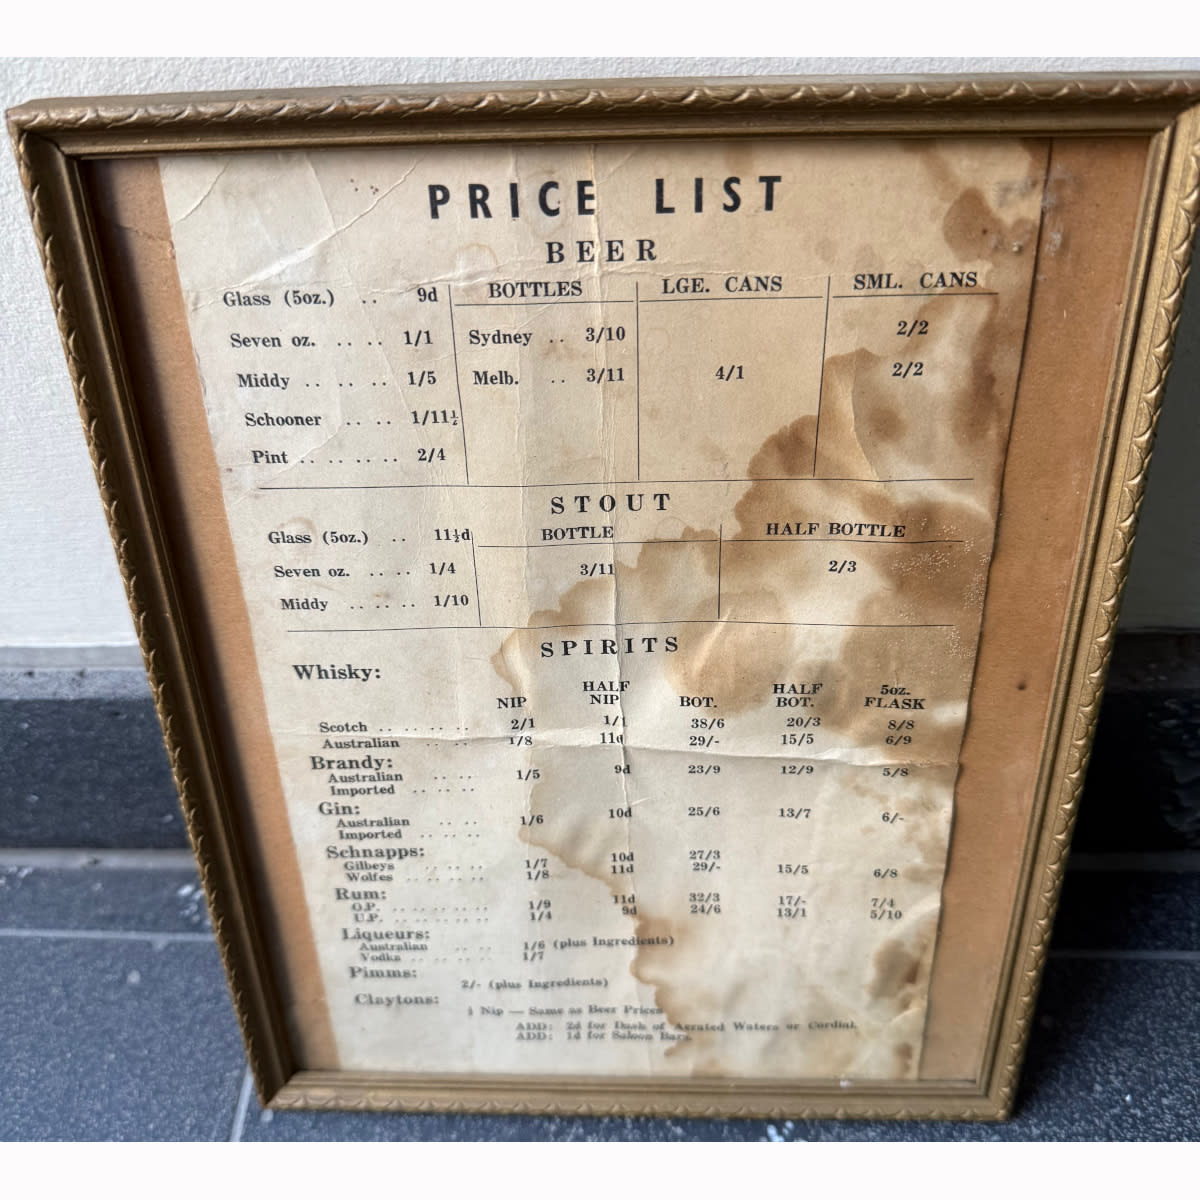 PRICE LIST
BEER
Glass (5oz.) .. 9d BOTTLES LGE. CANS SML. CANS
Seven oz. .. .. 1/1 Sydney .. 3/10 2/2
Middy .. .. .. 1/5 Melb. .. 3/11 4/1 2/2
Schooner .. .. 1/11½
Pint .. .. .. .. 2/4
STOUT
Glass (5oz.) .. 11½d BOTTLE HALF BOTTLE
Seven oz. .. .. 1/4 3/11 2/3
Middy .. .. .. 1/10
SPIRITS
Whisky:
NIP HALF NIP BOT. HALF BOT. 5oz. FLASK
Scotch .. .. .. .. 2/1 1/1 38/6 20/3 8/8
Australian .. .. 1/8 11d 29/- 15/5 6/9
Brandy:
Australian .. .. 1/5 9d 23/9 12/9 5/8
Imported .. .. ..
Gin:
Australian .. .. 1/6 10d 25/6 13/7 6/-
Imported .. .. ..
Schnapps:
Gilbeys .. .. .. 1/7 10d 27/3
Wolfes .. .. .. .. 1/8 11d 29/- 15/5 6/8
Rum:
O.P. .. .. .. .. .. 1/9 11d 32/3 17/- 7/4
U.P. .. .. .. .. .. 1/4 9d 24/6 13/1 5/10
Liqueurs:
Australian .. .. 1/6 (plus Ingredients)
Vodka .. .. .. .. 1/7
Pimms:
2/- (plus Ingredients)
Claytons:
Nip — Same as Beer Prices
ADD: 2d for Dash of Aerated Waters or Cordial.
ADD: 1d for Saloon Bars.